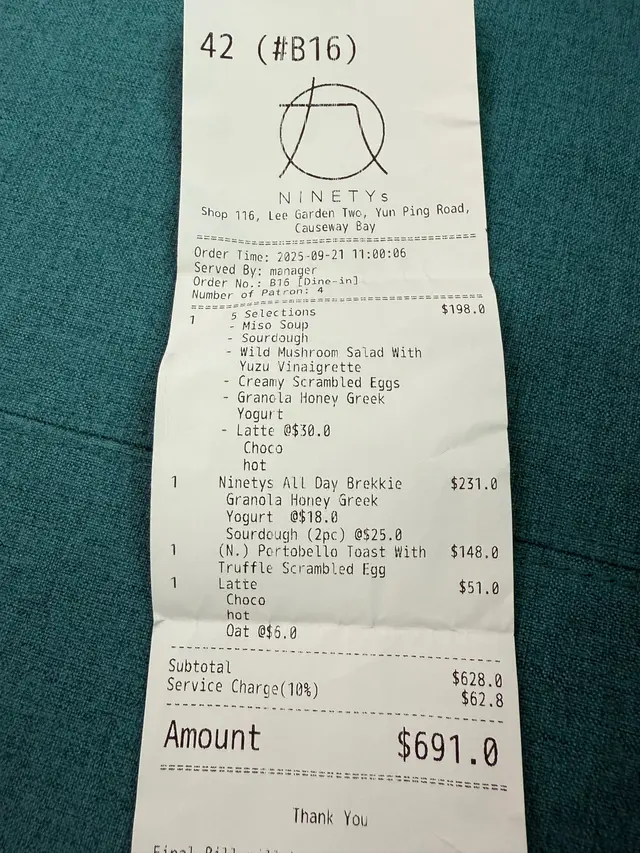 42 (#B16)
NINETYs
Shop 116, Lee Garden Two, Yun Ping Road,
Causeway Bay
Order Time: 2025-09-21 11:00:06
Served By: manager
Order No.: B16 [Dine-in]
Number of Patron: 4
1 5 Selections $198.0
- Miso Soup
- Sourdough
- Wild Mushroom Salad With
Yuzu Vinaigrette
- Creamy Scrambled Eggs
- Granola Honey Greek
Yogurt
- Latte @$30.0
Choco
hot
1 Ninetys All Day Brekkie $231.0
Granola Honey Greek
Yogurt @$18.0
Sourdough (2pc) @$25.0
1 (N.) Portobello Toast With $148.0
Truffle Scrambled Egg
1 Latte $51.0
Choco
hot
Oat @$6.0
Subtotal $628.0
Service Charge(10%) $62.8
Amount $691.0
Thank You
Final Bill